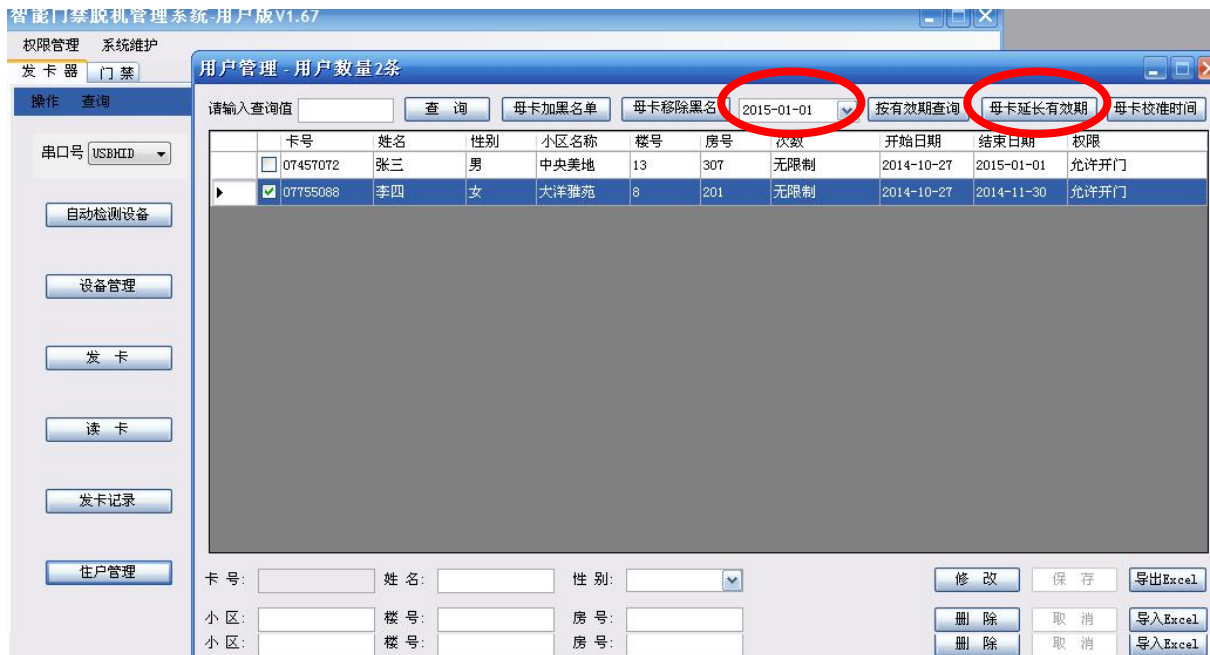 智能门禁脱机管理系统-用户版V1.67
权限管理 系统维护
发卡器 门禁
用户管理 - 用户数量2条
操作 查询
请输入查询值 查 询 母卡加黑名单 母卡移除黑名 2015-01-01 按有效期查询 母卡延长有效期 母卡校准时间
串口号 USBHID
卡号 姓名 性别 小区名称 楼号 房号 次数 开始日期 结束日期 权限
07457072 张三 男 中央美地 13 307 无限制 2014-10-27 2015-01-01 允许开门
07755088 李四 女 大洋雅苑 8 201 无限制 2014-10-27 2014-11-30 允许开门
自动检测设备
设备管理
发 卡
读 卡
发卡记录
住户管理
卡 号: 姓 名: 性 别: 修 改 保 存 导出Excel
小 区: 楼 号: 房 号: 删 除 取 消 导入Excel
小 区: 楼 号: 房 号: 删 除 取 消 导入Excel